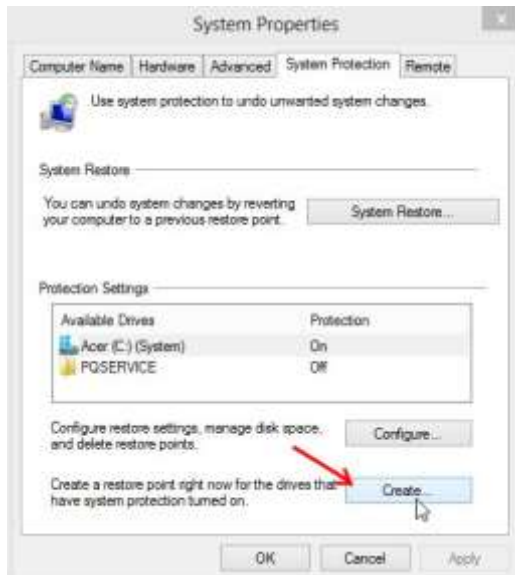 System Properties
Computer Name Hardware Advanced System Protection Remote
Use system protection to undo unwanted system changes.
System Restore
You can undo system changes by reverting
your computer to a previous restore point.
System Restore...
Protection Settings
Available Drives Protection
Acer (C:) (System) On
PQSERVICE Off
Configure restore settings, manage disk space,
and delete restore points.
Configure...
Create a restore point right now for the drives that
have system protection turned on.
Create...
OK Cancel Apply